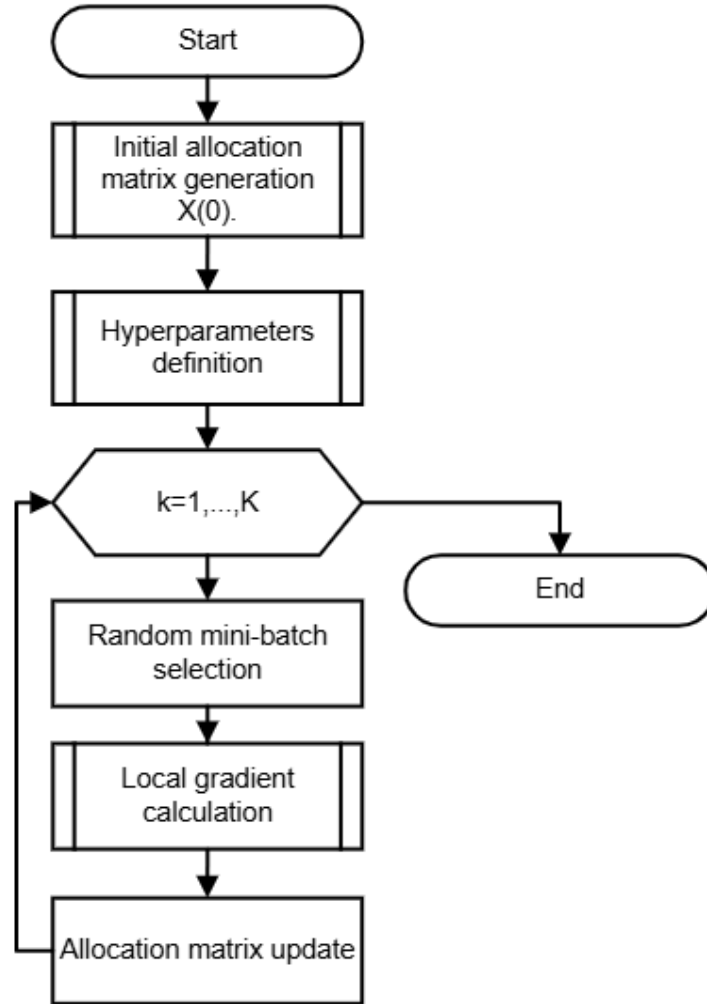 Start
Initial allocation
matrix generation
X(0).
Hyperparameters
definition
k=1,...,K
End
Random mini-batch
selection
Local gradient
calculation
Allocation matrix update